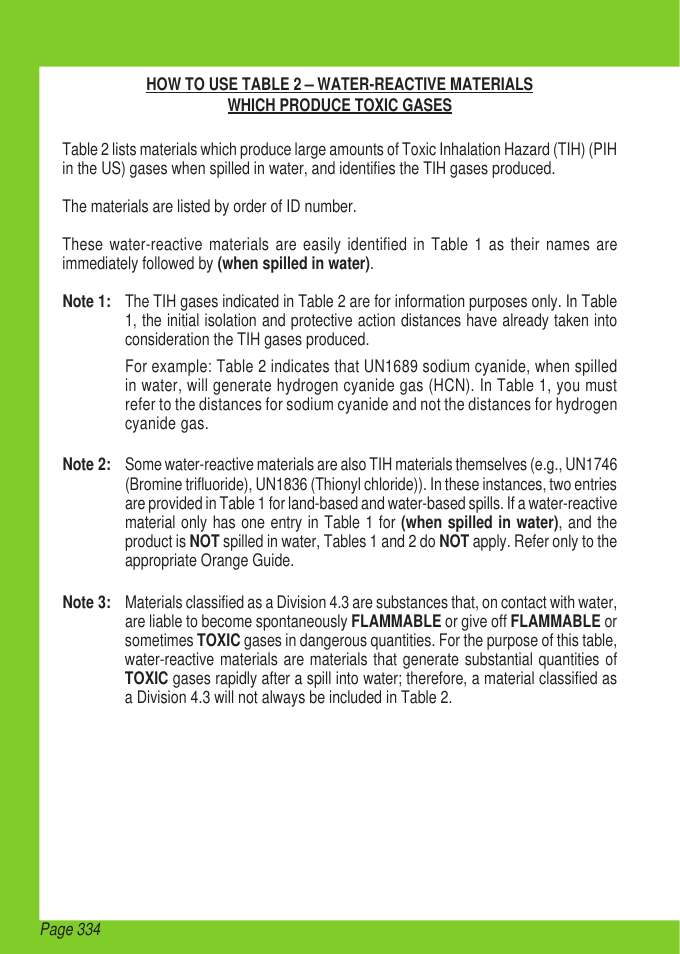 HOW TO USE TABLE 2 – WATER-REACTIVE MATERIALS
WHICH PRODUCE TOXIC GASES
Table 2 lists materials which produce large amounts of Toxic Inhalation Hazard (TIH) (PIH
in the US) gases when spilled in water, and identifies the TIH gases produced.
The materials are listed by order of ID number.
These water-reactive materials are easily identified in Table 1 as their names are
immediately followed by (when spilled in water).
Note 1: The TIH gases indicated in Table 2 are for information purposes only. In Table
1, the initial isolation and protective action distances have already taken into
consideration the TIH gases produced.
For example: Table 2 indicates that UN1689 sodium cyanide, when spilled
in water, will generate hydrogen cyanide gas (HCN). In Table 1, you must
refer to the distances for sodium cyanide and not the distances for hydrogen
cyanide gas.
Note 2: Some water-reactive materials are also TIH materials themselves (e.g., UN1746
(Bromine trifluoride), UN1836 (Thionyl chloride)). In these instances, two entries
are provided in Table 1 for land-based and water-based spills. If a water-reactive
material only has one entry in Table 1 for (when spilled in water), and the
product is NOT spilled in water, Tables 1 and 2 do NOT apply. Refer only to the
appropriate Orange Guide.
Note 3: Materials classified as a Division 4.3 are substances that, on contact with water,
are liable to become spontaneously FLAMMABLE or give off FLAMMABLE or
sometimes TOXIC gases in dangerous quantities. For the purpose of this table,
water-reactive materials are materials that generate substantial quantities of
TOXIC gases rapidly after a spill into water; therefore, a material classified as
a Division 4.3 will not always be included in Table 2.
Page 334